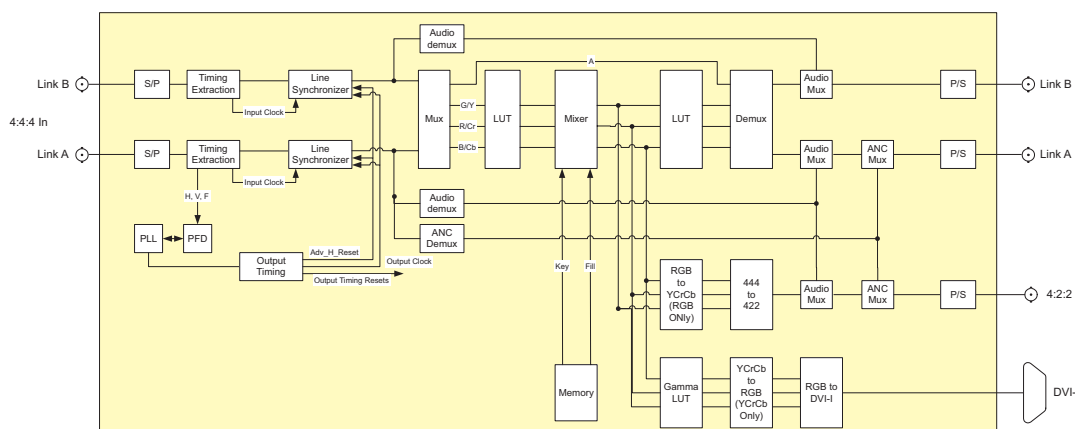 Audio
demux
A
Link B
S/P
Timing
Extraction
Line
Synchronizer
Audio
Mux
P/S
Link B
Input Clock
G/Y
Mux
LUT
Mixer
LUT
Demux
4:4:4 In
R/Cr
B/Cb
Link A
S/P
Timing
Extraction
Line
Synchronizer
Audio
Mux
ANC
Mux
P/S
Link A
Input Clock
H, V, F
Audio
demux
PLL
PFD
ANC
Demux
Adv_H_Reset
Output
Timing
Output Clock
Output Timing Resets
Key
Fill
RGB
to
YCrCb
(RGB
ONly)
444
to
422
Audio
Mux
ANC
Mux
P/S
4:2:2
Memory
Gamma
LUT
YCrCb
to
RGB
(YCrCb
Only)
RGB to
DVI-I
DVI-